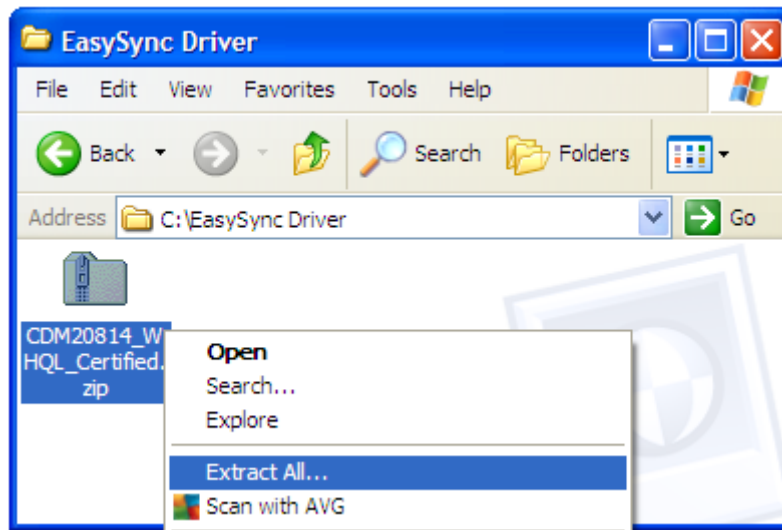 EasySync Driver
File Edit View Favorites Tools Help
Back Search Folders
Address C:\EasySync Driver Go
CDM20814_W
HQL_Certified.
zip
Open
Search...
Explore
Extract All...
Scan with AVG